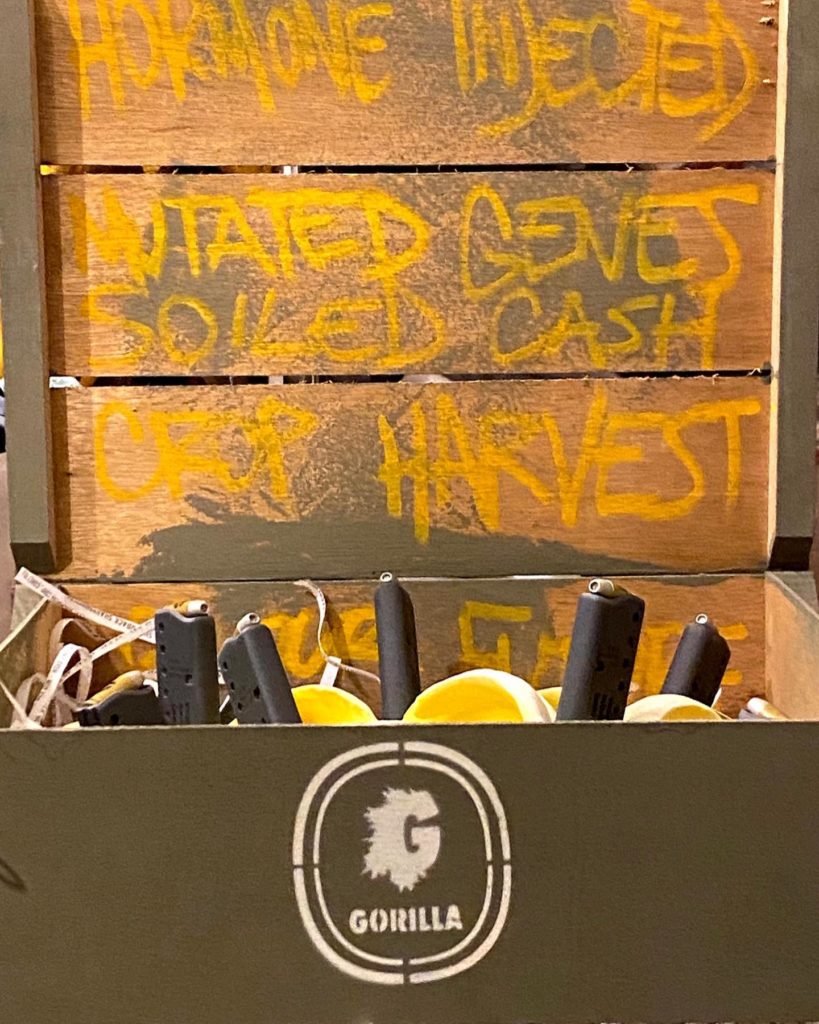 HORMONE INJECTED
MUTATED GENES
SOILED CASH
CROP HARVEST
G
GORILLA